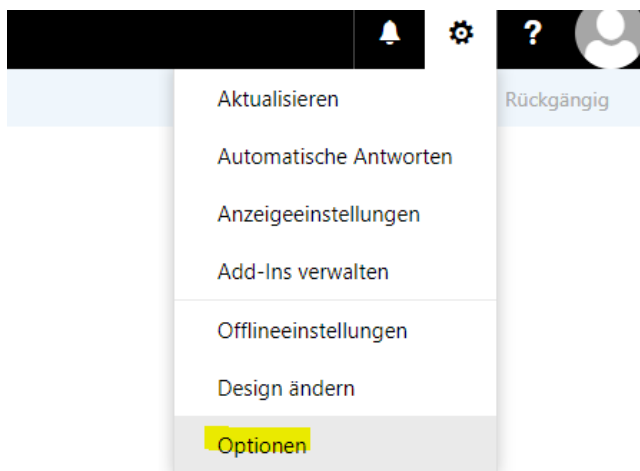 ?
Aktualisieren
Rückgängig
Automatische Antworten
Anzeigeeinstellungen
Add-Ins verwalten
Offlineeinstellungen
Design ändern
Optionen